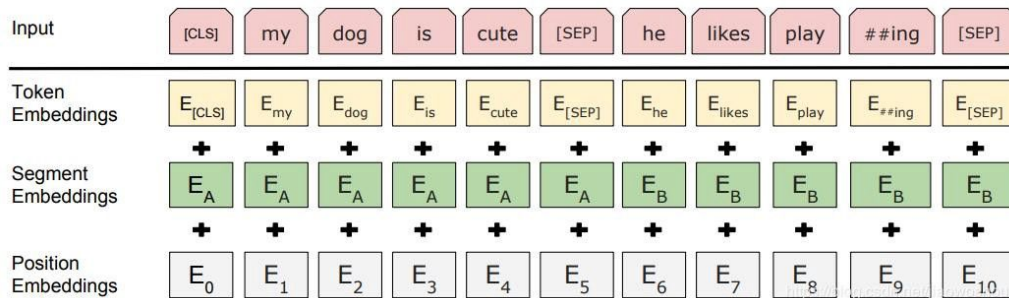 Input [CLS] my dog is cute [SEP] he likes play ##ing [SEP]
Token
Embeddings
E[CLS] Emy Edog Eis Ecute E[SEP] Ehe Elikes Eplay E##ing E[SEP]
+ + + + + + + + + + +
Segment
Embeddings
EA EA EA EA EA EA EB EB EB EB EB
+ + + + + + + + + + +
Position
Embeddings
E0 E1 E2 E3 E4 E5 E6 E7 E8 E9 E10